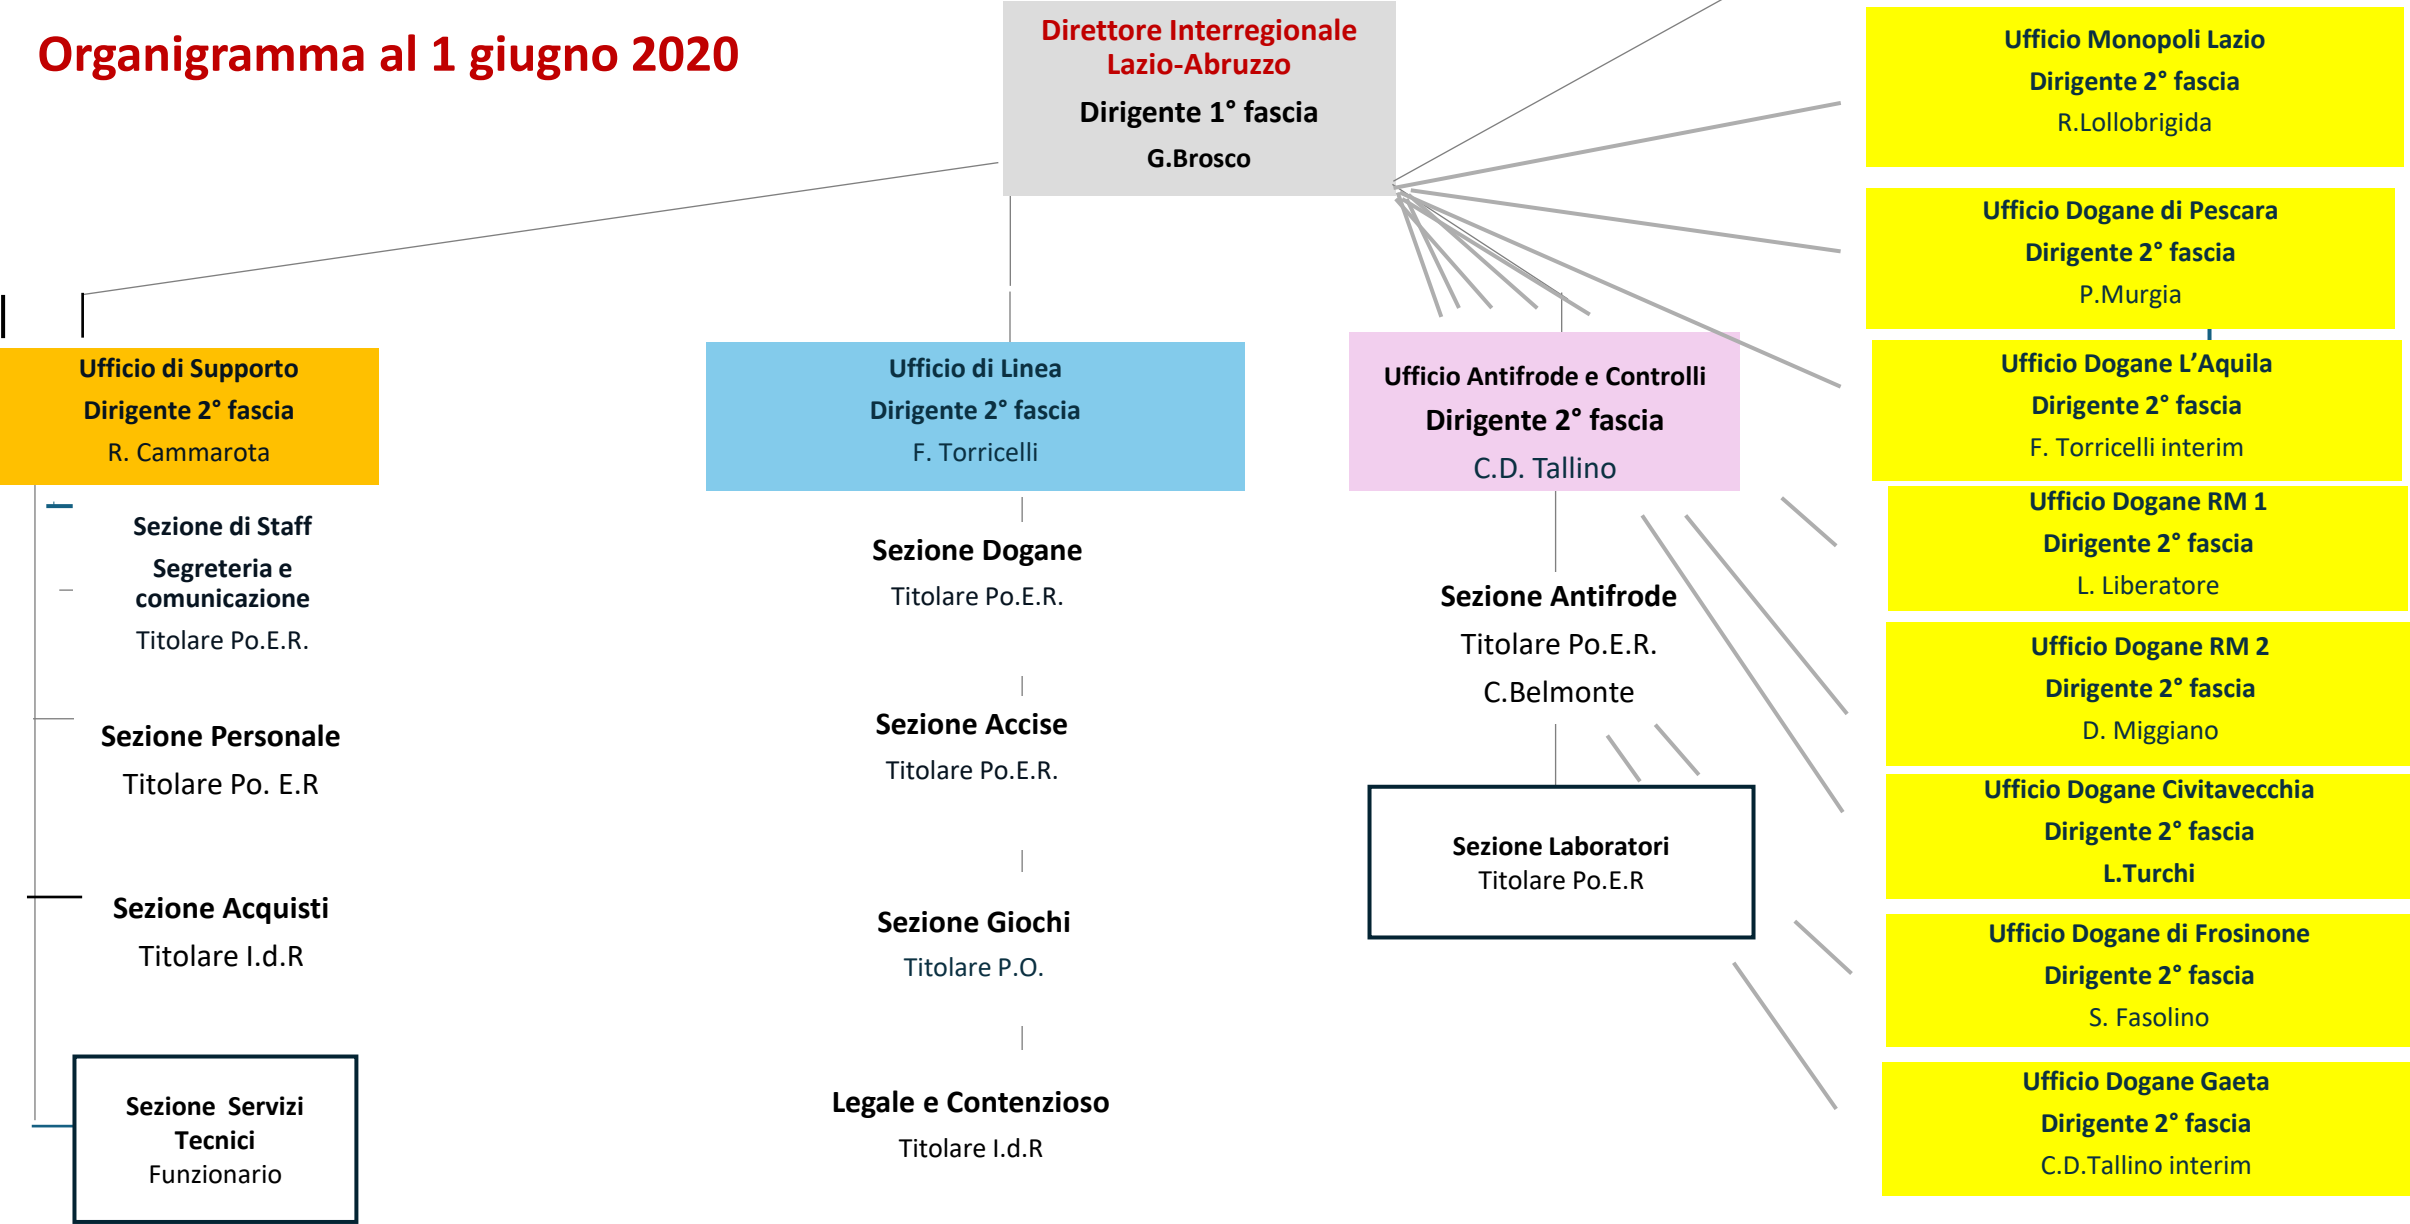 Organigramma al 1 giugno 2020
Direttore Interregionale
Lazio-Abruzzo
Dirigente 1° fascia
G.Brosco
Ufficio di Supporto
Dirigente 2° fascia
R. Cammarota
Sezione di Staff
Segreteria e
comunicazione
Titolare Po.E.R.
Sezione Personale
Titolare Po. E.R
Sezione Acquisti
Titolare I.d.R
Sezione  Servizi
Tecnici
Funzionario
Ufficio di Linea
Dirigente 2° fascia
F. Torricelli
Sezione Dogane
Titolare Po.E.R.
Sezione Accise
Titolare Po.E.R.
Sezione Giochi
Titolare P.O.
Legale e Contenzioso
Titolare I.d.R
Ufficio Antifrode e Controlli
Dirigente 2° fascia
C.D. Tallino
Sezione Antifrode
Titolare Po.E.R.
C.Belmonte
Sezione Laboratori
Titolare Po.E.R
Ufficio Monopoli Lazio
Dirigente 2° fascia
R.Lollobrigida
Ufficio Dogane di Pescara
Dirigente 2° fascia
P.Murgia
Ufficio Dogane L’Aquila
Dirigente 2° fascia
F. Torricelli interim
Ufficio Dogane RM 1
Dirigente 2° fascia
L. Liberatore
Ufficio Dogane RM 2
Dirigente 2° fascia
D. Miggiano
Ufficio Dogane Civitavecchia
Dirigente 2° fascia
L.Turchi
Ufficio Dogane di Frosinone
Dirigente 2° fascia
S. Fasolino
Ufficio Dogane Gaeta
Dirigente 2° fascia
C.D.Tallino interim